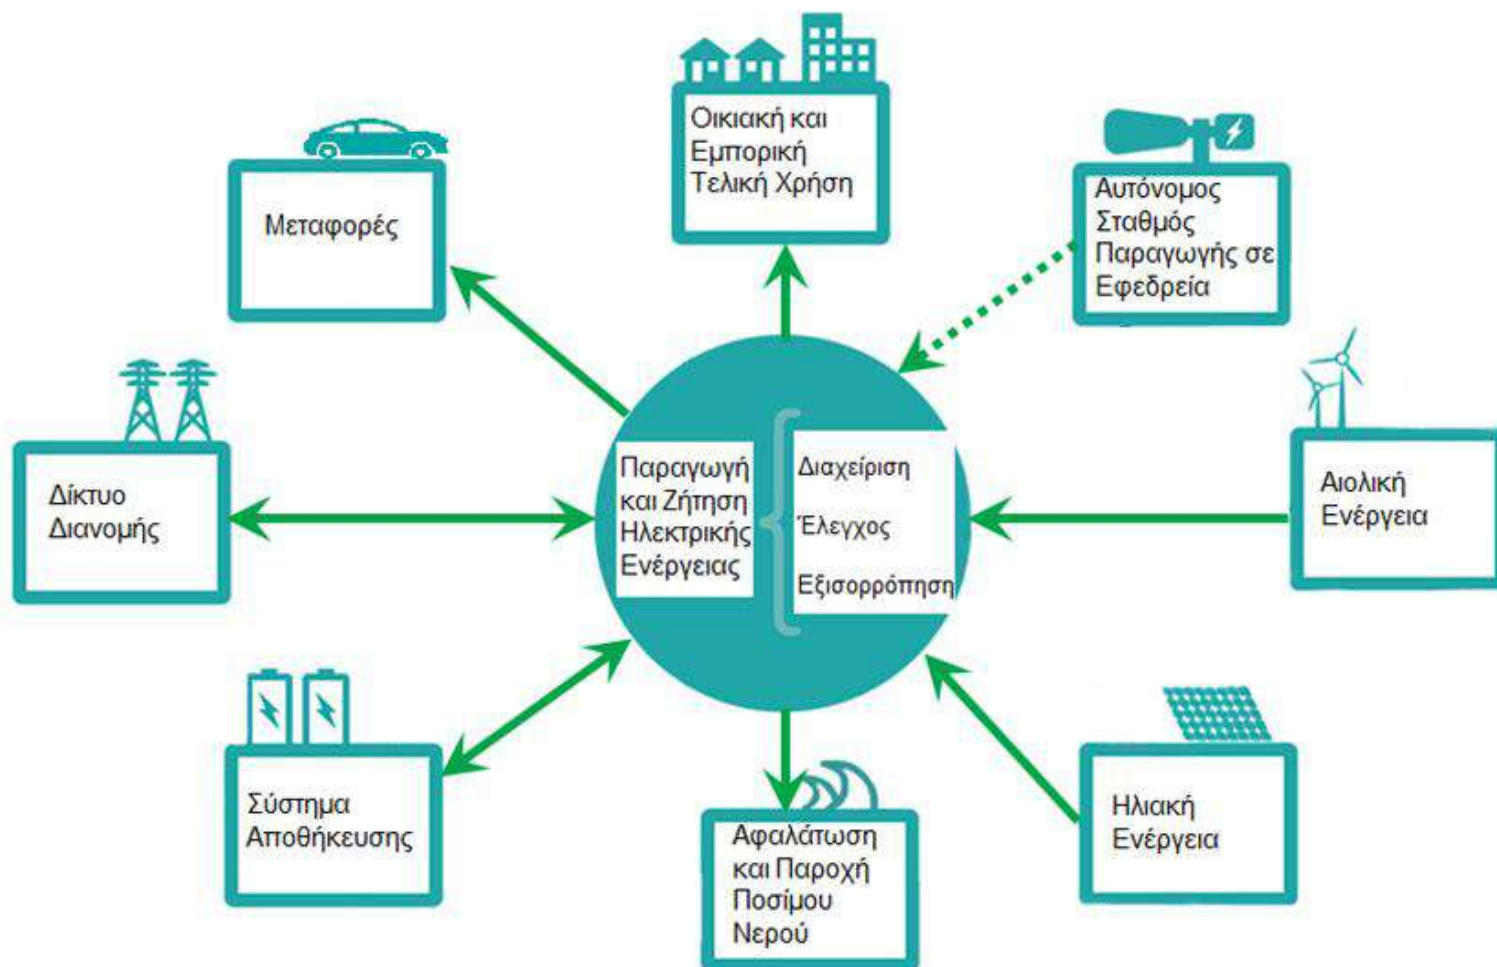 Οικιακή και
Εμπορική
Τελική Χρήση
Αυτόνομος
Σταθμός
Παραγωγής σε
Εφεδρεία
Μεταφορές
Παραγωγή
και Ζήτηση
Ηλεκτρικής
Ενέργειας
Διαχείριση
Έλεγχος
Εξισορρόπηση
Δίκτυο
Διανομής
Αιολική
Ενέργεια
Σύστημα
Αποθήκευσης
Αφαλάτωση
και Παροχή
Ποσίμου
Νερού
Ηλιακή
Ενέργεια